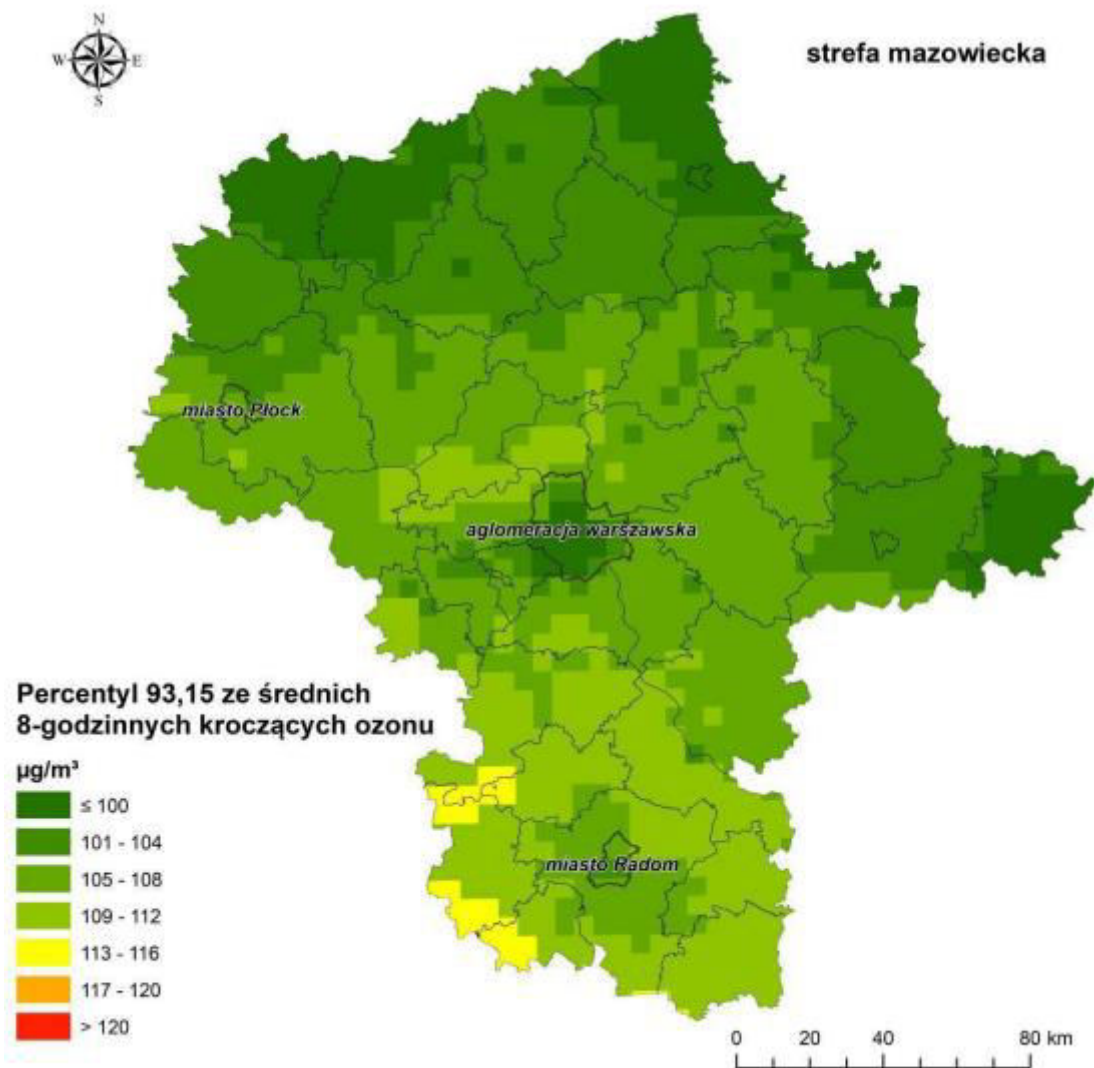 N
W E
S
strefa mazowiecka
miasto Płock
aglomeracja warszawska
Percentyl 93,15 ze średnich
8-godzinnych kroczących ozonu
µg/m³
≤ 100
101 - 104
105 - 108
109 - 112
113 - 116
117 - 120
> 120
miasto Radom
0 20 40 80 km